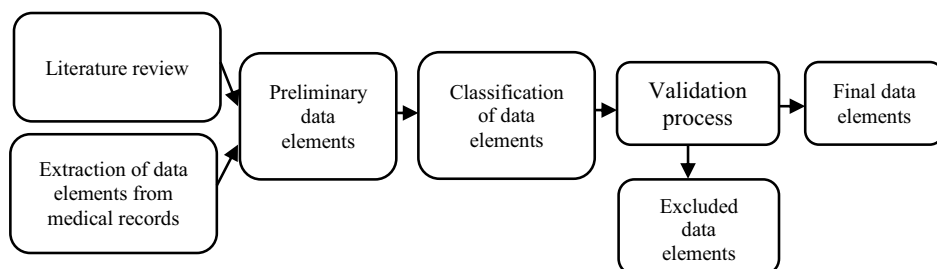 Literature review
Extraction of data
elements from
medical records
Preliminary
data
elements
Classification
of data
elements
Validation
process
Final data
elements
Excluded
data
elements